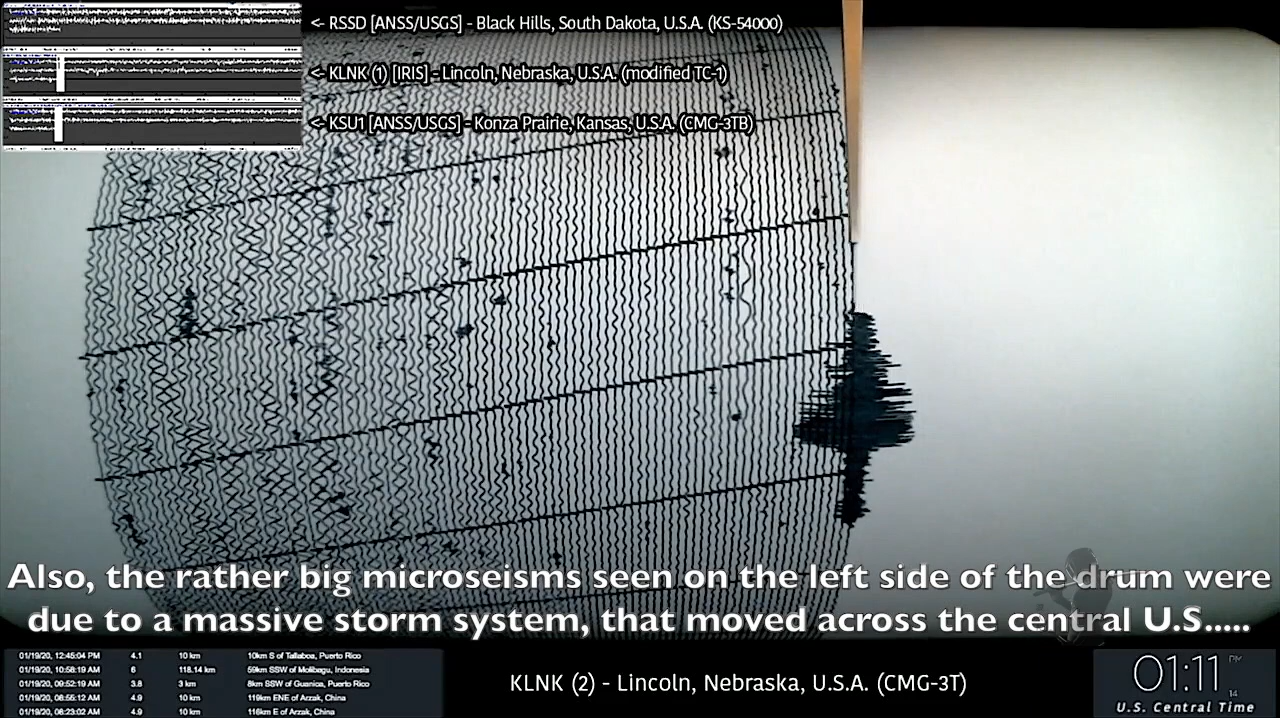 <- RSSD [ANSS/USGS] - Black Hills, South Dakota, U.S.A. (KS-54000)
<- KLNK (1) [IRIS] - Lincoln, Nebraska, U.S.A. (modified TC-1)
<- KSU1 [ANSS/USGS] - Konza Prairie, Kansas, U.S.A. (CMG-3TB)
Also, the rather big microseisms seen on the left side of the drum were
due to a massive storm system, that moved across the central U.S.....
01/19/20, 12:45:04 PM 4.1 10 km 10km S of Tallaboa, Puerto Rico
01/19/20, 10:58:19 AM 6 118.14 km 59km SSW of Molibagu, Indonesia
01/19/20, 09:52:19 AM 3.8 3 km 8km SSW of Guanica, Puerto Rico
01/19/20, 08:55:12 AM 4.9 10 km 119km ENE of Arzak, China
01/19/20, 08:23:02 AM 4.9 10 km 116km E of Arzak, China
KLNK (2) - Lincoln, Nebraska, U.S.A. (CMG-3T)
01:11 PM
14
U.S. Central Time